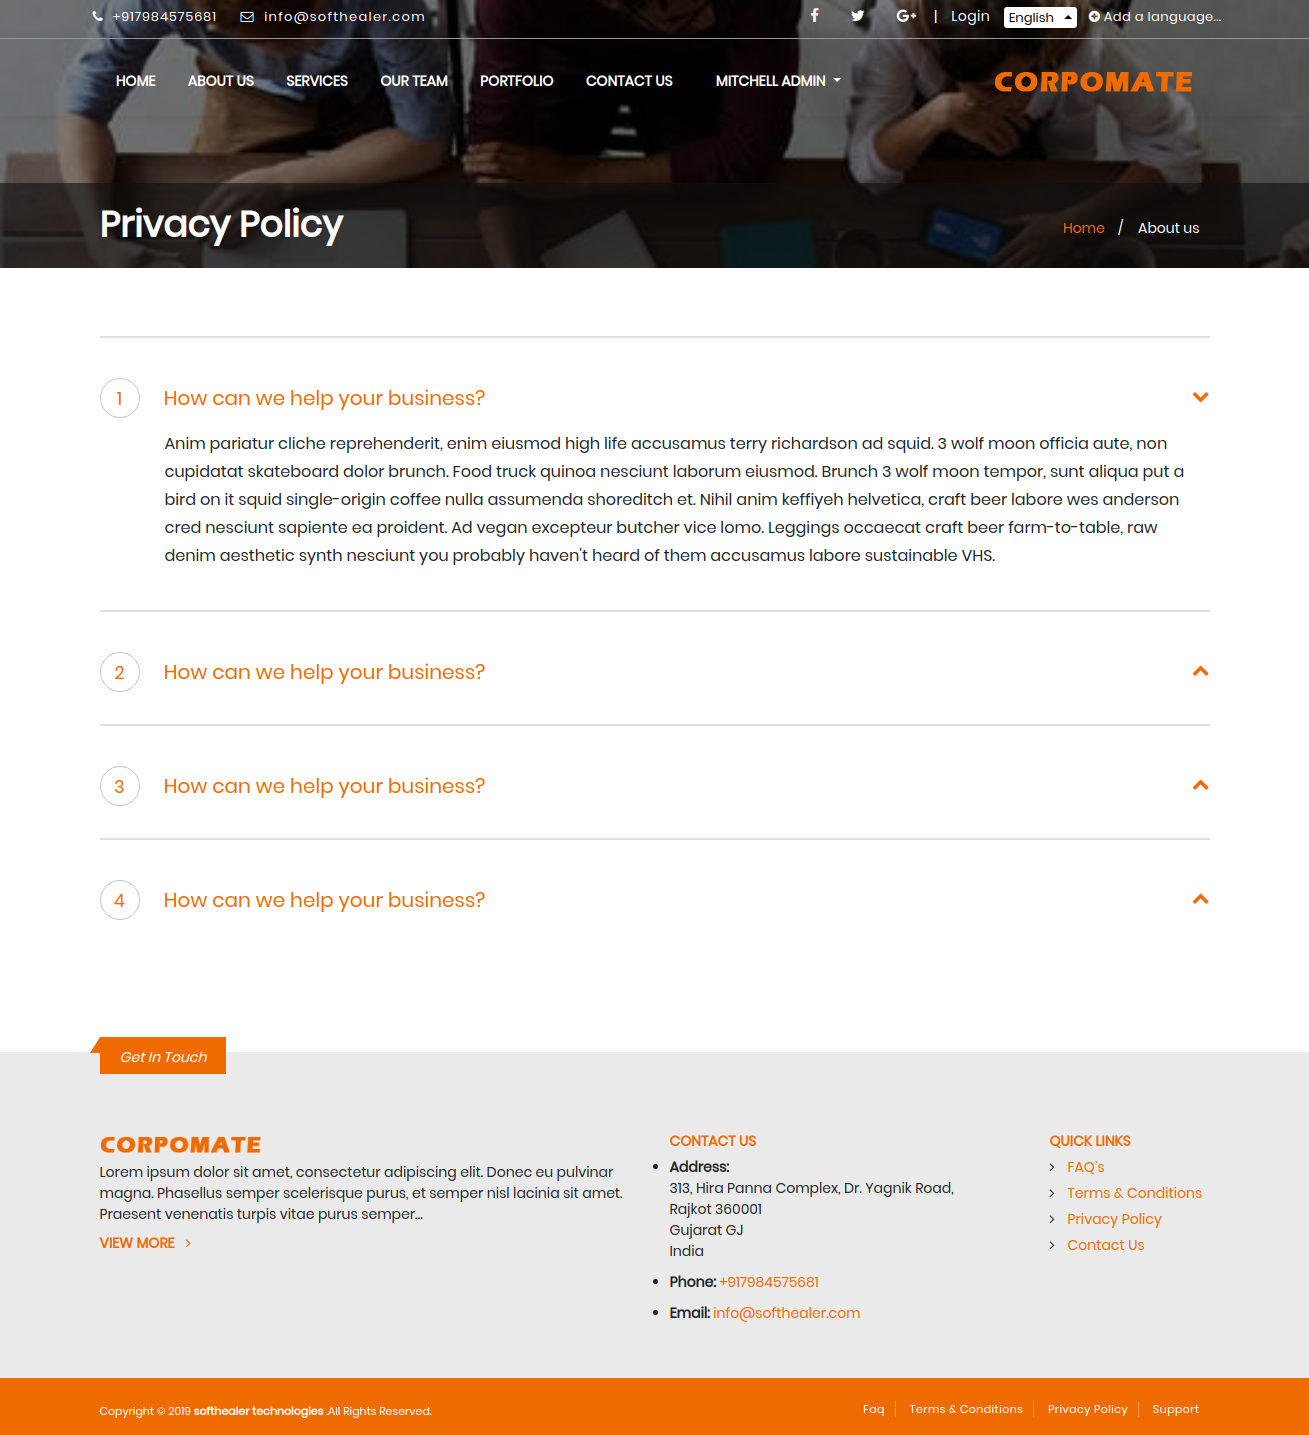 +917984575681 info@softhealer.com | Login English Add a language...
HOME ABOUT US SERVICES OUR TEAM PORTFOLIO CONTACT US MITCHELL ADMIN CORPOMATE
Privacy Policy
Home / About us
1 How can we help your business?
Anim pariatur cliche reprehenderit, enim eiusmod high life accusamus terry richardson ad squid. 3 wolf moon officia aute, non
cupidatat skateboard dolor brunch. Food truck quinoa nesciunt laborum eiusmod. Brunch 3 wolf moon tempor, sunt aliqua put a
bird on it squid single-origin coffee nulla assumenda shoreditch et. Nihil anim keffiyeh helvetica, craft beer labore wes anderson
cred nesciunt sapiente ea proident. Ad vegan excepteur butcher vice lomo. Leggings occaecat craft beer farm-to-table, raw
denim aesthetic synth nesciunt you probably haven't heard of them accusamus labore sustainable VHS.
2 How can we help your business?
3 How can we help your business?
4 How can we help your business?
Get In Touch
CORPOMATE
Lorem ipsum dolor sit amet, consectetur adipiscing elit. Donec eu pulvinar
magna. Phasellus semper scelerisque purus, et semper nisl lacinia sit amet.
Praesent venenatis turpis vitae purus semper...
VIEW MORE
CONTACT US
Address:
313, Hira Panna Complex, Dr. Yagnik Road,
Rajkot 360001
Gujarat GJ
India
Phone: +917984575681
Email: info@softhealer.com
QUICK LINKS
FAQ's
Terms & Conditions
Privacy Policy
Contact Us
Copyright © 2019 softhealer technologies .All Rights Reserved.
Faq Terms & Conditions Privacy Policy Support